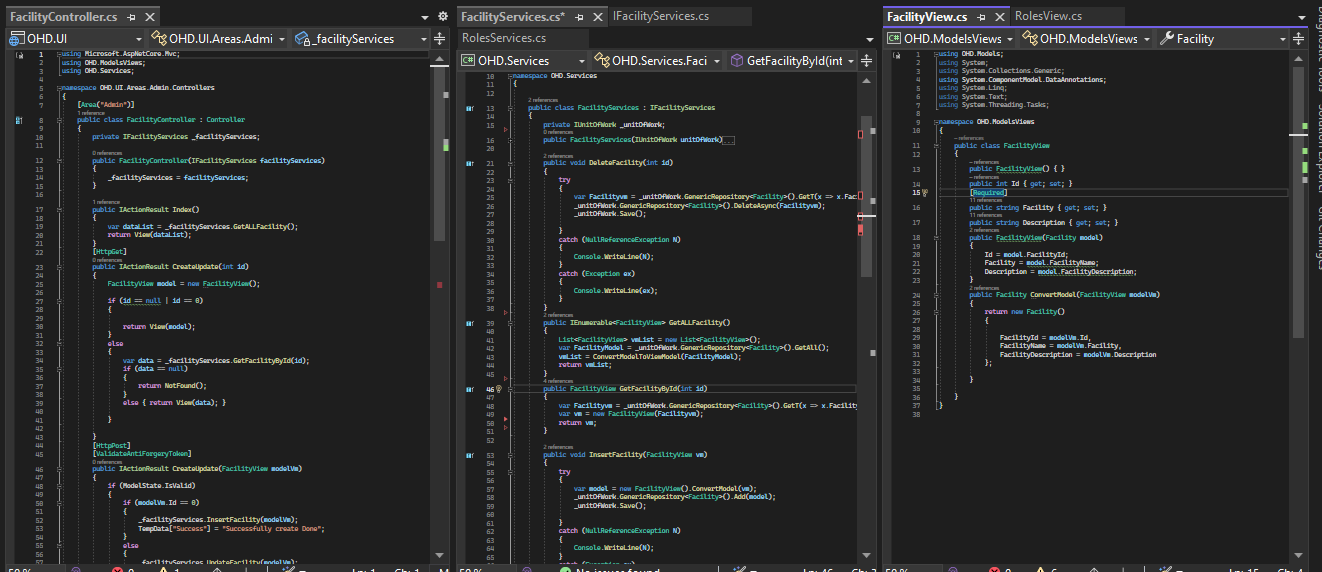 FacilityController.cs
OHD.UI
OHD.UI.Areas.Admi
_facilityServices
1 using Microsoft.AspNetCore.Mvc;
2 using OHD.ModelsViews;
3 using OHD.Services;
4
5 namespace OHD.UI.Areas.Admin.Controllers
6 {
7 [Area("Admin")]
1 reference
8 public class FacilityController : Controller
9 {
10 private IFacilityServices _facilityServices;
11
0 references
12 public FacilityController(IFacilityServices facilityServices)
13 {
14 _facilityServices = facilityServices;
15 }
16
1 reference
17 public IActionResult Index()
18 {
19 var dataList = _facilityServices.GetALLFacility();
20 return View(dataList);
21 }
22 [HttpGet]
0 references
23 public IActionResult CreateUpdate(int id)
24 {
25 FacilityView model = new FacilityView();
26
27 if (id == null | id == 0)
28 {
29
30 return View(model);
31 }
32 else
33 {
34 var data = _facilityServices.GetFacilityById(id);
35 if (data == null)
36 {
37 return NotFound();
38 }
39 else { return View(data); }
40
41 }
42
43 }
44 [HttpPost]
45 [ValidateAntiForgeryToken]
0 references
46 public IActionResult CreateUpdate(FacilityView modelVm)
47 {
48 if (ModelState.IsValid)
49 {
50 if (modelVm.Id == 0)
51 {
52 _facilityServices.InsertFacility(modelVm);
53 TempData["Success"] = "Successfully create Done";
54 }
55 else
56 {
57 _facilityServices.UpdateFacility(modelVm);
FacilityServices.cs*
IFacilityServices.cs
RolesServices.cs
OHD.Services
OHD.Services.Faci
GetFacilityById(int
10 namespace OHD.Services
11 {
12
2 references
13 public class FacilityServices : IFacilityServices
14 {
15 private IUnitOfWork _unitOfWork;
0 references
16 public FacilityServices(IUnitOfWork unitOfWork)...
20
2 references
21 public void DeleteFacility(int id)
22 {
23 try
24 {
25 var Facilityvm = _unitOfWork.GenericRepository<Facility>().GetT(x => x.Faci
26 _unitOfWork.GenericRepository<Facility>().DeleteAsync(Facilityvm);
27 _unitOfWork.Save();
28
29 }
30 catch (NullReferenceException N)
31 {
32 Console.WriteLine(N);
33 }
34 catch (Exception ex)
35 {
36 Console.WriteLine(ex);
37 }
38 }
2 references
39 public IEnumerable<FacilityView> GetALLFacility()
40 {
41 List<FacilityView> vmList = new List<FacilityView>();
42 var FacilityModel = _unitOfWork.GenericRepository<Facility>().GetAll();
43 vmList = ConvertModelToViewModel(FacilityModel);
44 return vmList;
45 }
4 references
46 public FacilityView GetFacilityById(int id)
47 {
48 var Facilityvm = _unitOfWork.GenericRepository<Facility>().GetT(x => x.Facility
49 var vm = new FacilityView(Facilityvm);
50 return vm;
51 }
52
2 references
53 public void InsertFacility(FacilityView vm)
54 {
55 try
56 {
57 var model = new FacilityView().ConvertModel(vm);
58 _unitOfWork.GenericRepository<Facility>().Add(model);
59 _unitOfWork.Save();
60
61 }
62 catch (NullReferenceException N)
63 {
64 Console.WriteLine(N);
65 }
66 catch (Exception ex)
No issues found
FacilityView.cs
RolesView.cs
OHD.ModelsViews
OHD.ModelsViews
Facility
1 using OHD.Models;
2 using System;
3 using System.Collections.Generic;
4 using System.ComponentModel.DataAnnotations;
5 using System.Linq;
6 using System.Text;
7 using System.Threading.Tasks;
8
9 namespace OHD.ModelsViews
10 {
– references
11 public class FacilityView
12 {
– references
13 public FacilityView() { }
– references
14 public int Id { get; set; }
15 [Required]
11 references
16 public string Facility { get; set; }
11 references
17 public string Description { get; set; }
2 references
18 public FacilityView(Facility model)
19 {
20 Id = model.FacilityId;
21 Facility = model.FacilityName;
22 Description = model.FacilityDescription;
23 }
2 references
24 public Facility ConvertModel(FacilityView modelVm)
25 {
26 return new Facility()
27 {
28
29 FacilityId = modelVm.Id,
30 FacilityName = modelVm.Facility,
31 FacilityDescription = modelVm.Description
32 };
33
34 }
35
36 }
37 }
38